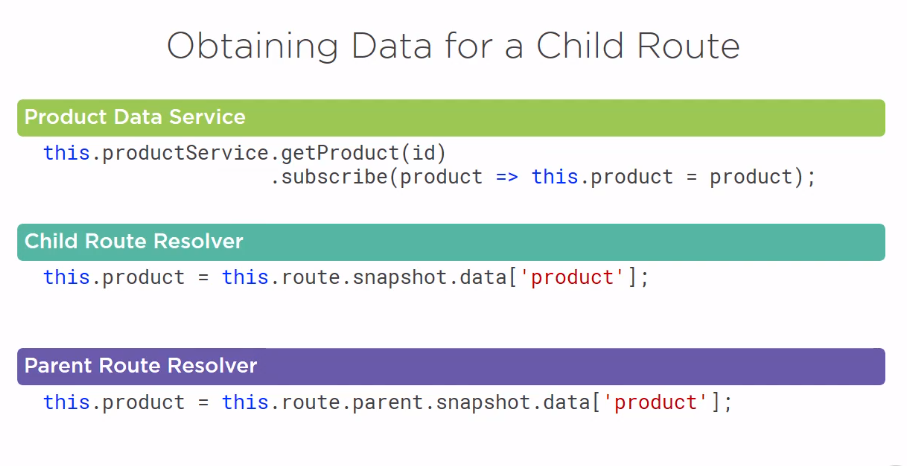 Obtaining Data for a Child Route
Product Data Service
this.productService.getProduct(id)
.subscribe(product => this.product = product);
Child Route Resolver
this.product = this.route.snapshot.data['product'];
Parent Route Resolver
this.product = this.route.parent.snapshot.data['product'];